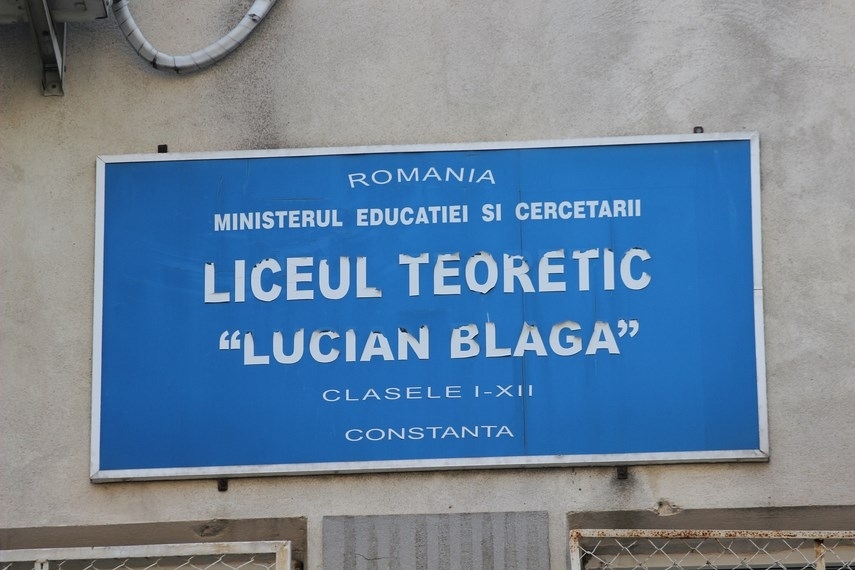 ROMANIA
MINISTERUL EDUCATIEI SI CERCETARII
LICEUL TEORETIC
“LUCIAN BLAGA”
CLASELE I-XII
CONSTANTA